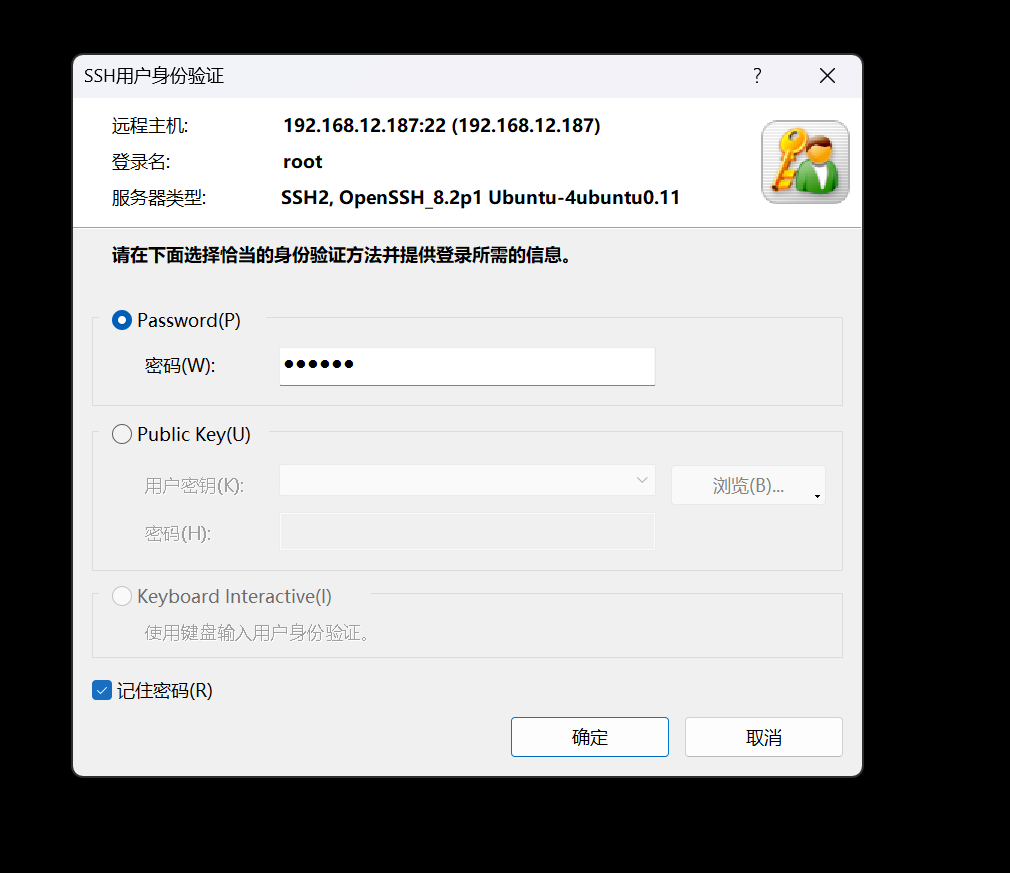 SSH用户身份验证
?
远程主机: 192.168.12.187:22 (192.168.12.187)
登录名: root
服务器类型: SSH2, OpenSSH_8.2p1 Ubuntu-4ubuntu0.11
请在下面选择恰当的身份验证方法并提供登录所需的信息。
Password(P)
密码(W): ●●●●●●
Public Key(U)
用户密钥(K): 浏览(B)...
密码(H):
Keyboard Interactive(I)
使用键盘输入用户身份验证。
记住密码(R)
确定 取消